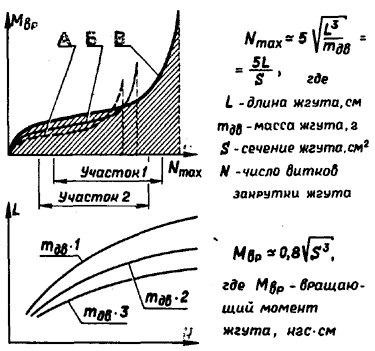 Mвр
А Б В
Nmax
Участок 1
Участок 2
Nmax ≃ 5 √(L³/mдв) =
= 5L/S , где
L - длина жгута, см
mдв - масса жгута, г
S - сечение жгута, см²
N - число витков
закрутки жгута
L
mдв·1
mдв·2
mдв·3
Mвр ≃ 0,8√S³,
где Mвр - вращаю-
щий момент
жгута, кгс·см